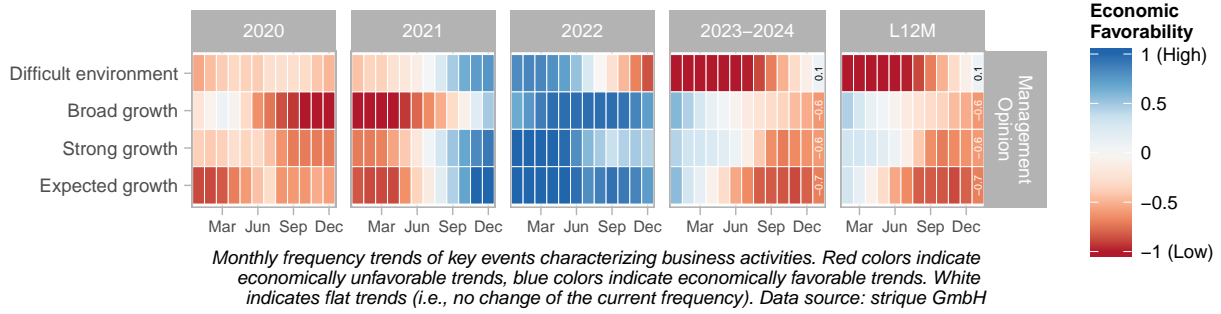 2020 2021 2022 2023−2024 L12M
Economic
Favorability
Difficult environment
Broad growth
Strong growth
Expected growth
0.1
−0.6
−0.6
−0.7
0.1
−0.6
−0.6
−0.7
Management
Opinion
1 (High)
0.5
0
−0.5
−1 (Low)
Mar Jun Sep Dec Mar Jun Sep Dec Mar Jun Sep Dec Mar Jun Sep Dec Mar Jun Sep Dec
Monthly frequency trends of key events characterizing business activities. Red colors indicate
economically unfavorable trends, blue colors indicate economically favorable trends. White
indicates flat trends (i.e., no change of the current frequency). Data source: strique GmbH